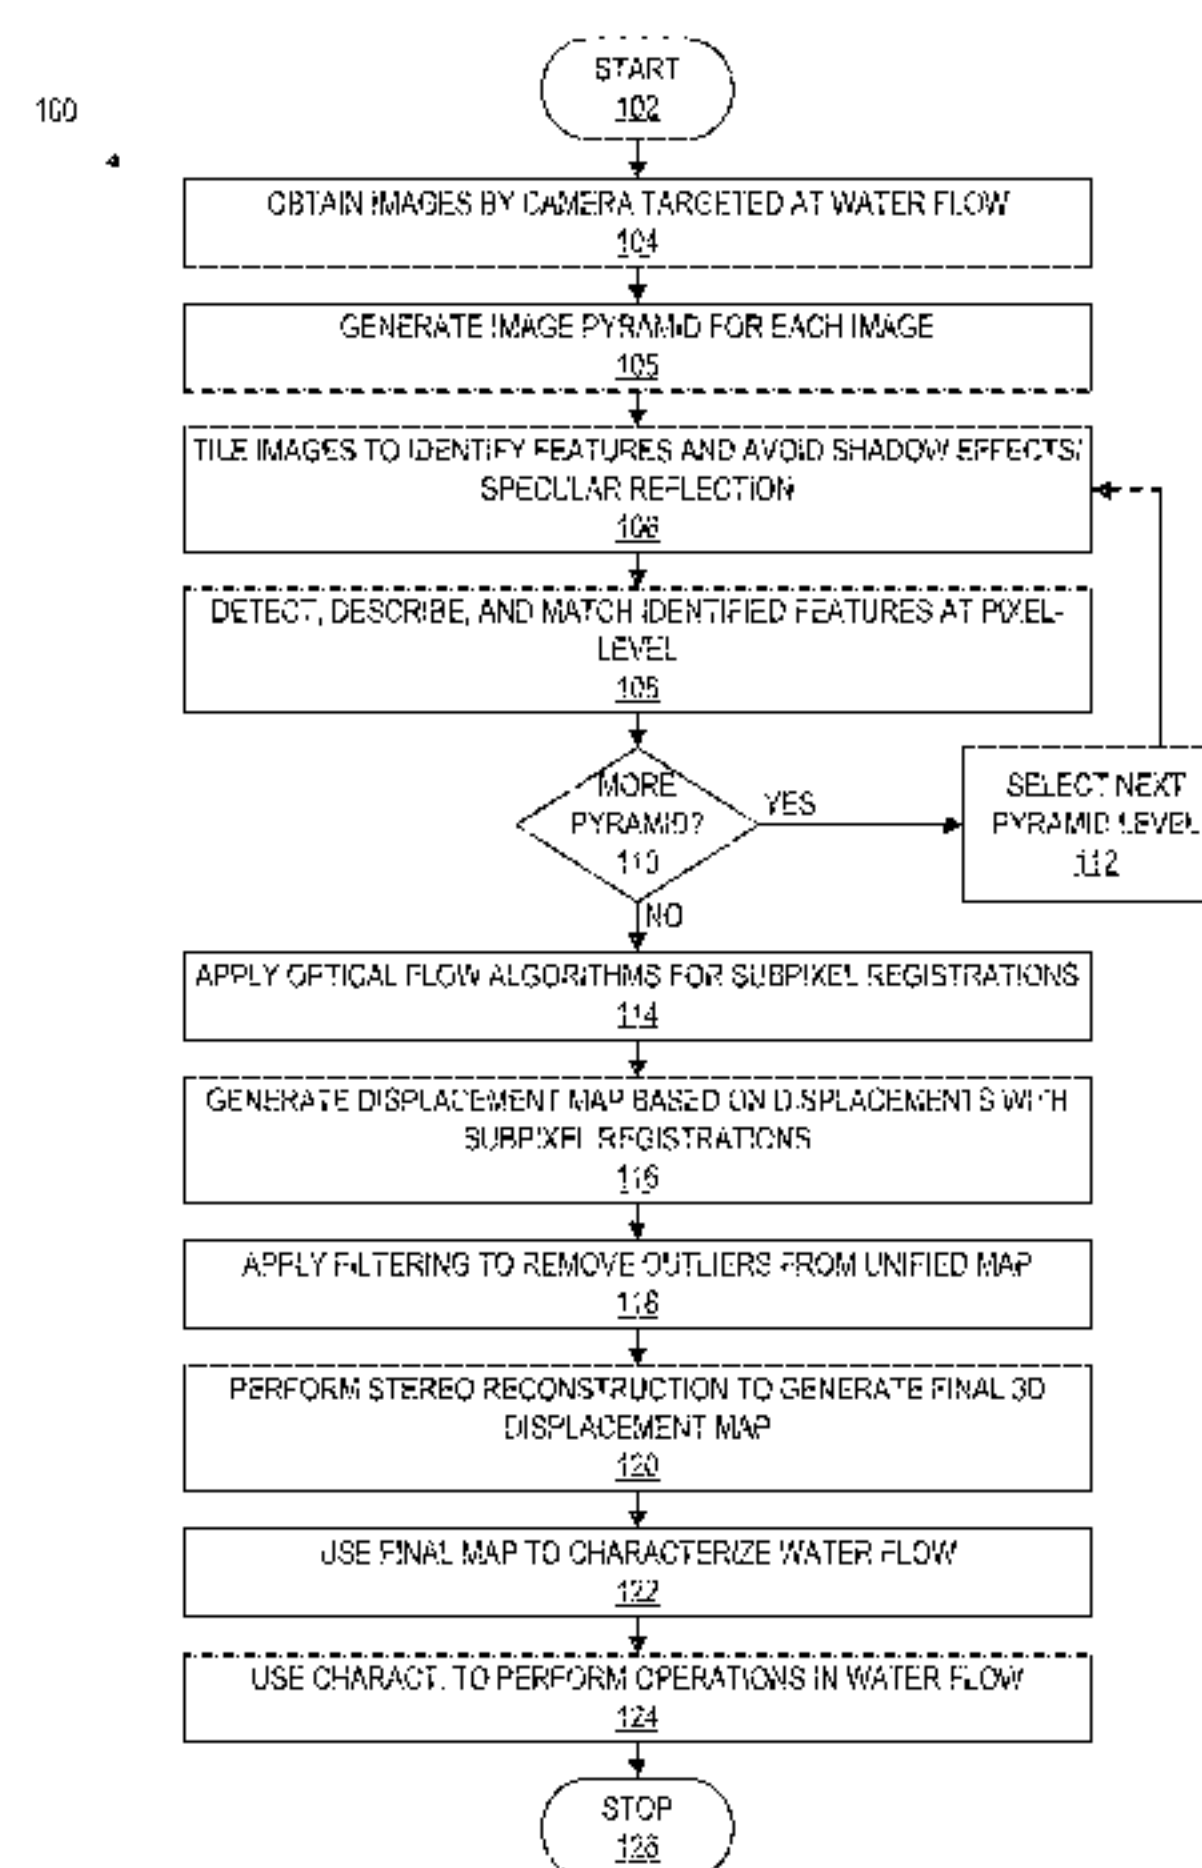 100
START
102
OBTAIN IMAGES BY CAMERA TARGETED AT WATER FLOW
104
GENERATE IMAGE PYRAMID FOR EACH IMAGE
105
TILE IMAGES TO IDENTIFY FEATURES AND AVOID SHADOW EFFECTS/
SPECULAR REFLECTION
106
DETECT, DESCRIBE, AND MATCH IDENTIFIED FEATURES AT PIXEL-
LEVEL
108
MORE
PYRAMID?
110
YES
SELECT NEXT
PYRAMID LEVEL
112
NO
APPLY OPTICAL FLOW ALGORITHMS FOR SUBPIXEL REGISTRATIONS
114
GENERATE DISPLACEMENT MAP BASED ON DISPLACEMENTS WITH
SUBPIXEL REGISTRATIONS
116
APPLY FILTERING TO REMOVE OUTLIERS FROM UNIFIED MAP
118
PERFORM STEREO RECONSTRUCTION TO GENERATE FINAL 3D
DISPLACEMENT MAP
120
USE FINAL MAP TO CHARACTERIZE WATER FLOW
122
USE CHARACT. TO PERFORM OPERATIONS IN WATER FLOW
124
STOP
126